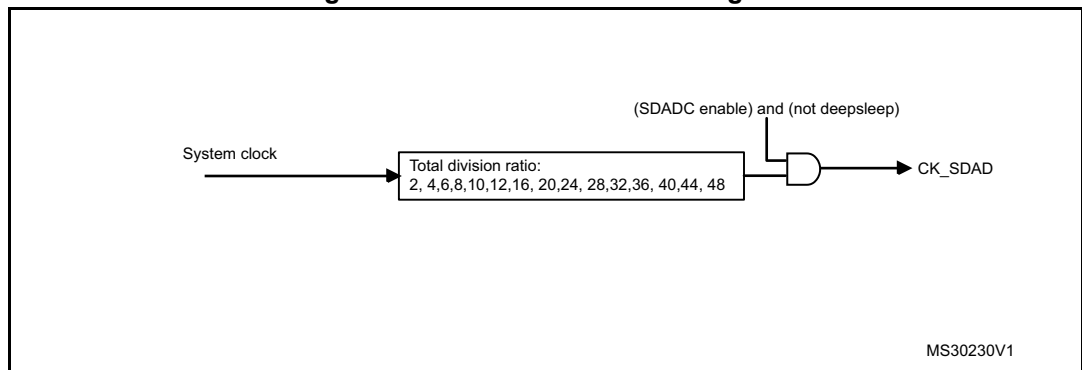 (SDADC enable) and (not deepsleep)
System clock
Total division ratio:
2, 4,6,8,10,12,16, 20,24, 28,32,36, 40,44, 48
CK_SDAD
MS30230V1